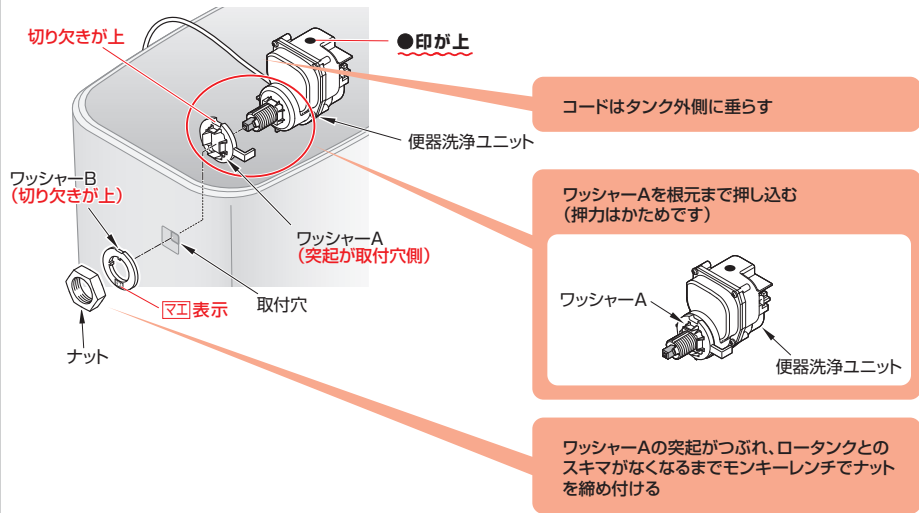 切り欠きが上
●印が上
コードはタンク外側に垂らす
便器洗浄ユニット
ワッシャーB
(切り欠きが上)
ワッシャーA
(突起が取付穴側)
マエ表示
取付穴
ナット
ワッシャーAを根元まで押し込む
(押力はかためです)
ワッシャーA
便器洗浄ユニット
ワッシャーAの突起がつぶれ、ロータンクとの
スキマがなくなるまでモンキーレンチでナット
を締め付ける